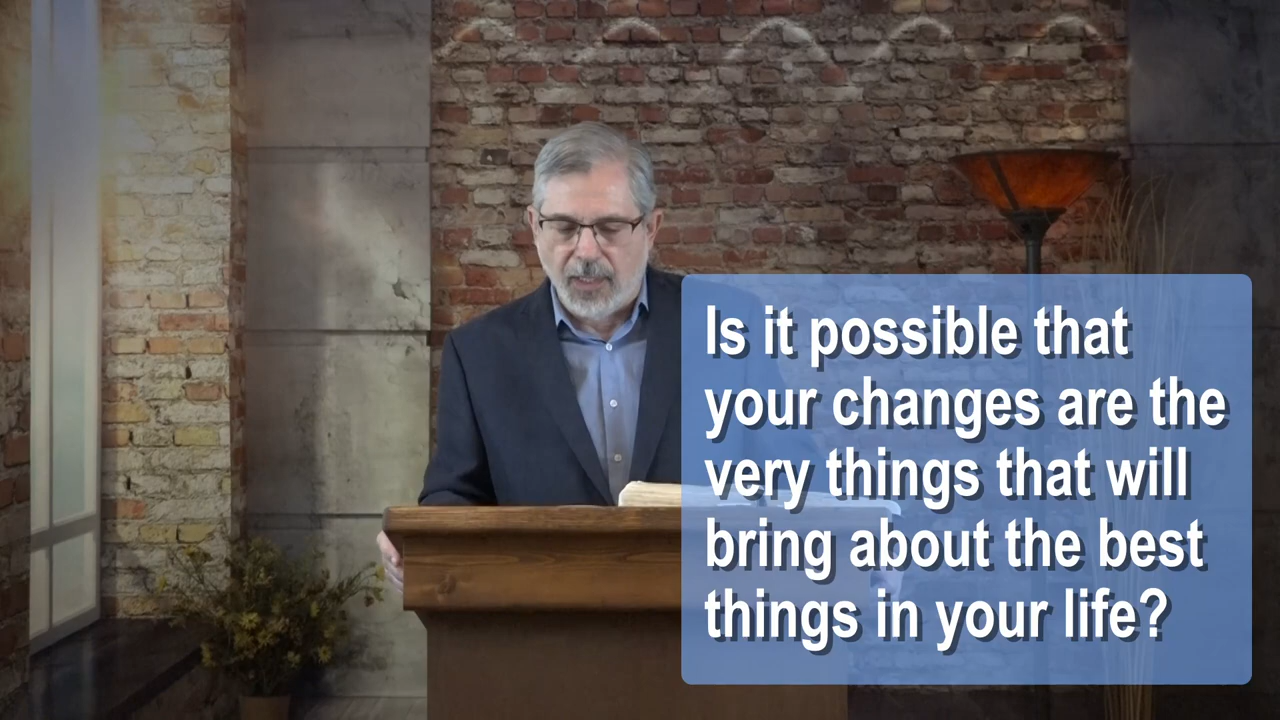 Is it possible that
your changes are the
very things that will
bring about the best
things in your life?